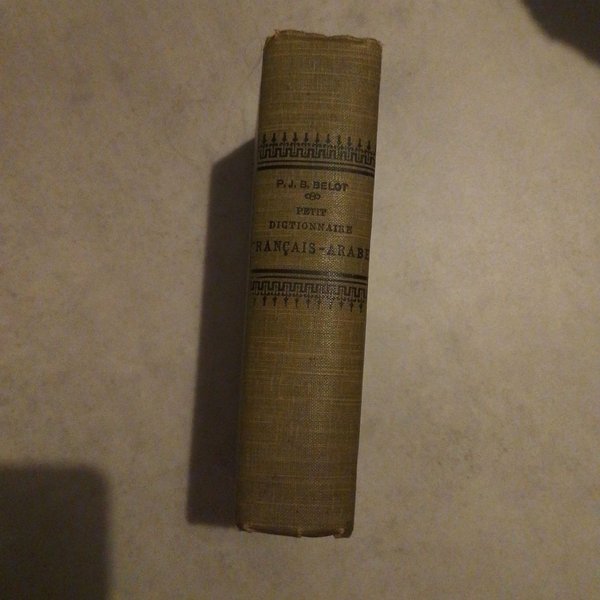 P. J. B. BELOT
PETIT
DICTIONNAIRE
FRANÇAIS-ARABE